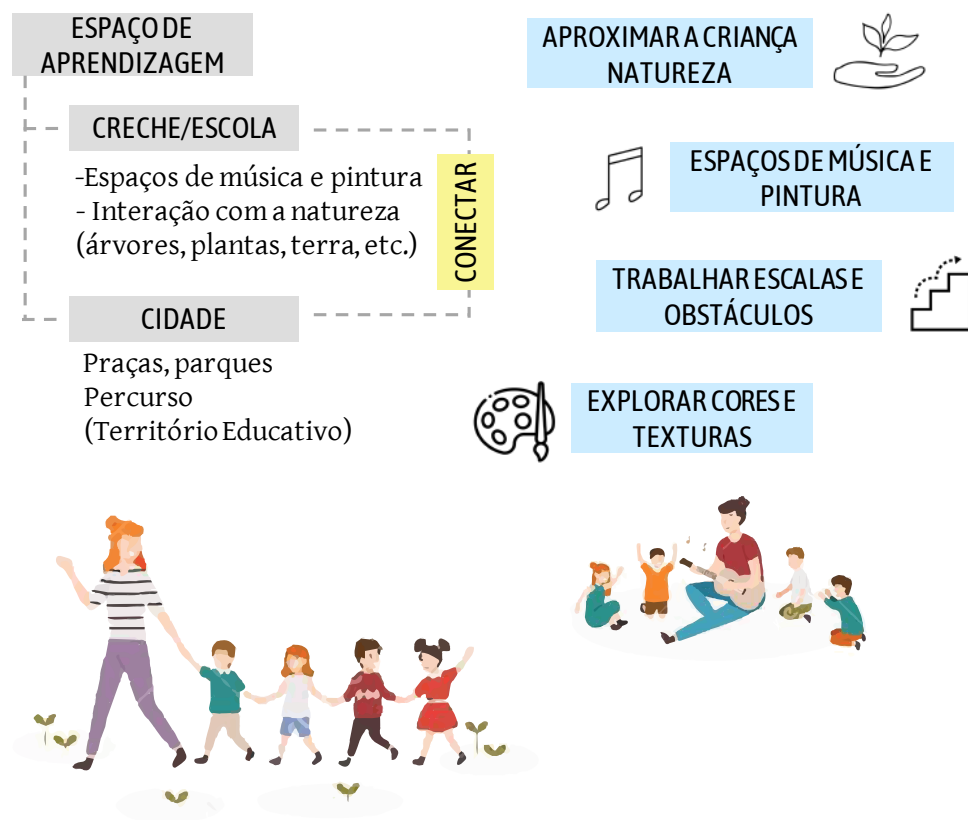 ESPAÇO DE
APRENDIZAGEM
CRECHE/ESCOLA
-Espaços de música e pintura
- Interação com a natureza
(árvores, plantas, terra, etc.)
CONECTAR
CIDADE
Praças, parques
Percurso
(Território Educativo)
APROXIMAR A CRIANÇA
NATUREZA
ESPAÇOS DE MÚSICA E
PINTURA
TRABALHAR ESCALAS E
OBSTÁCULOS
EXPLORAR CORES E
TEXTURAS